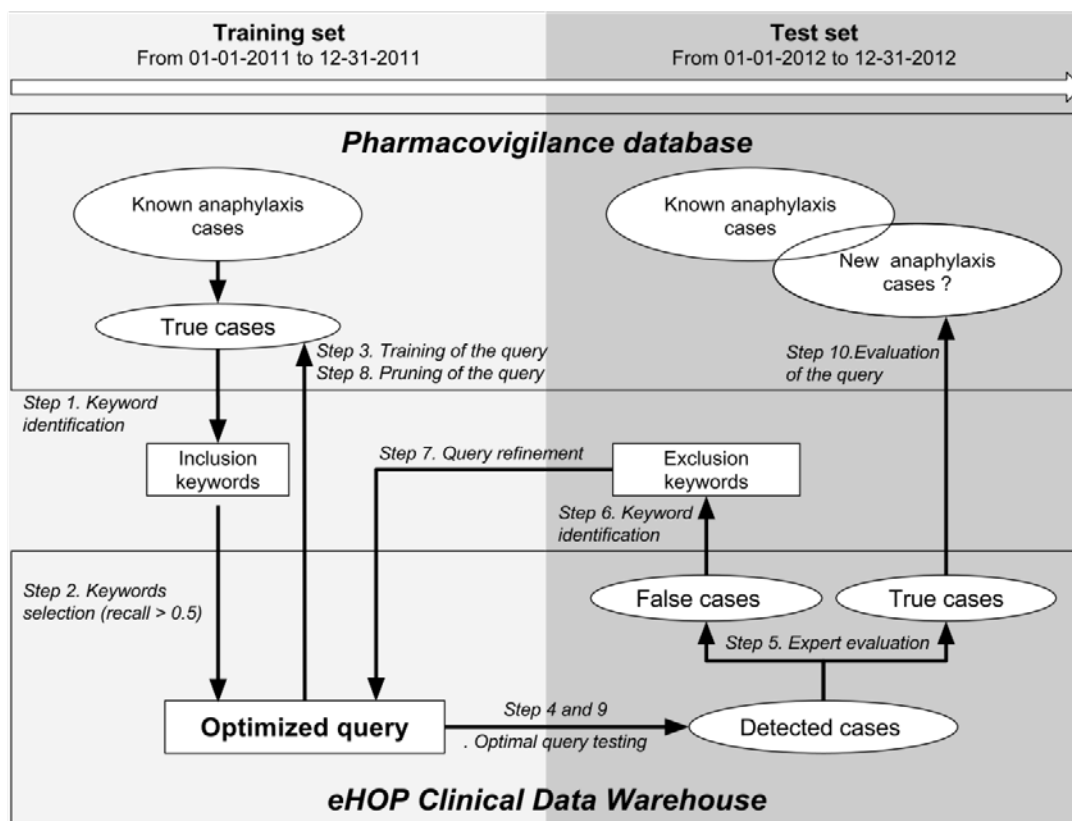 Training set
From 01-01-2011 to 12-31-2011
Test set
From 01-01-2012 to 12-31-2012
Pharmacovigilance database
Known anaphylaxis
cases
Known anaphylaxis
cases
New anaphylaxis
cases ?
True cases
Step 3. Training of the query
Step 8. Pruning of the query
Step 10.Evaluation
of the query
Step 1. Keyword
identification
Inclusion
keywords
Step 7. Query refinement
Exclusion
keywords
Step 6. Keyword
identification
Step 2. Keywords
selection (recall > 0.5)
False cases
True cases
Step 5. Expert evaluation
Optimized query
Step 4 and 9
. Optimal query testing
Detected cases
eHOP Clinical Data Warehouse